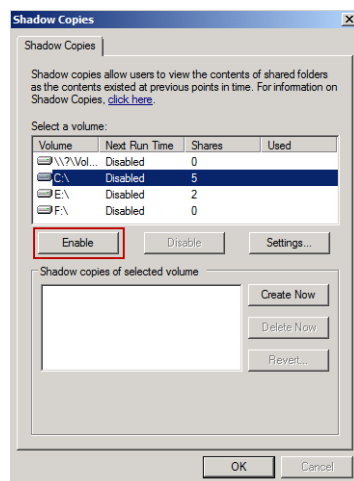 Shadow Copies
Shadow Copies
Shadow copies allow users to view the contents of shared folders
as the contents existed at previous points in time. For information on
Shadow Copies, click here.
Select a volume:
Volume Next Run Time Shares Used
\\?\Vol... Disabled 0
C:\ Disabled 5
E:\ Disabled 2
F:\ Disabled 0
Enable Disable Settings...
Shadow copies of selected volume
Create Now
Delete Now
Revert...
OK Cancel